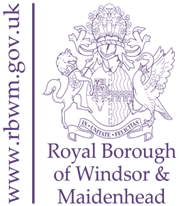 www.rbwm.gov.uk
IN UNITATE · FELICITAS
Royal Borough
of Windsor &
Maidenhead